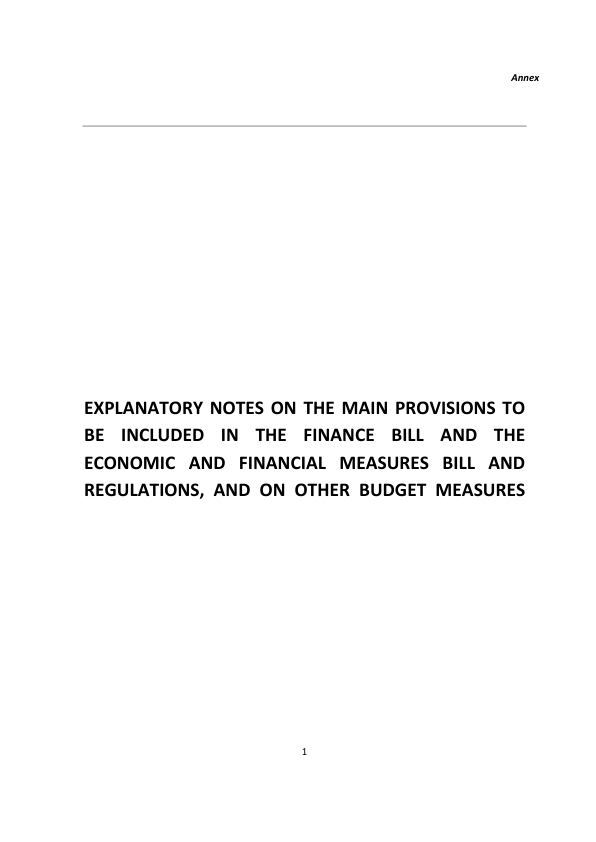 Annex
EXPLANATORY NOTES ON THE MAIN PROVISIONS TO
BE INCLUDED IN THE FINANCE BILL AND THE
ECONOMIC AND FINANCIAL MEASURES BILL AND
REGULATIONS, AND ON OTHER BUDGET MEASURES
1